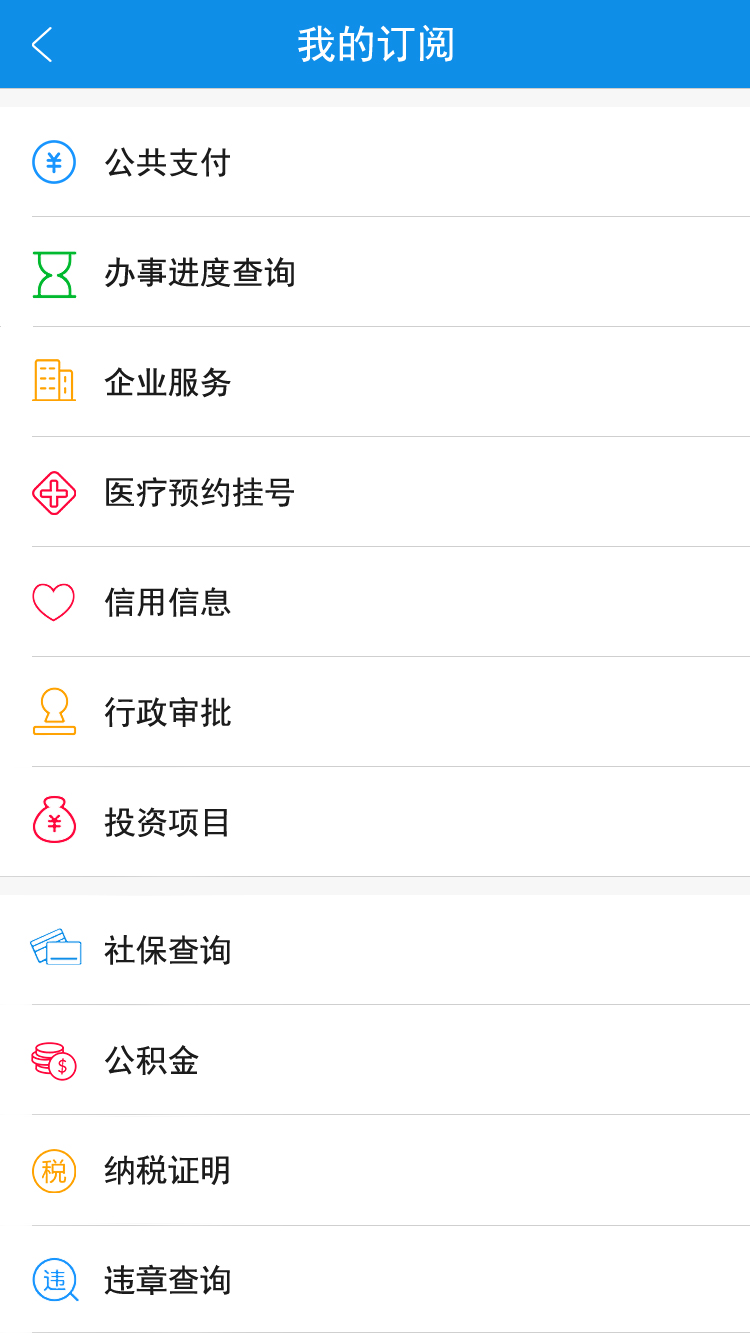 我的订阅
¥ 公共支付
办事进度查询
企业服务
医疗预约挂号
信用信息
行政审批
¥ 投资项目
社保查询
$ 公积金
税 纳税证明
违 违章查询